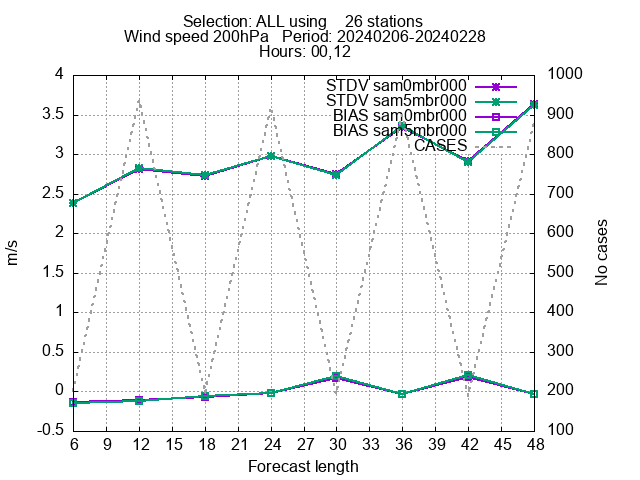 Selection: ALL using 26 stations
Wind speed 200hPa Period: 20240206-20240228
Hours: 00,12
STDV sam0mbr000
STDV sam5mbr000
BIAS sam0mbr000
BIAS sam5mbr000
CASES
m/s
4
3.5
3
2.5
2
1.5
1
0.5
0
-0.5
No cases
1000
900
800
700
600
500
400
300
200
100
6 9 12 15 18 21 24 27 30 33 36 39 42 45 48
Forecast length